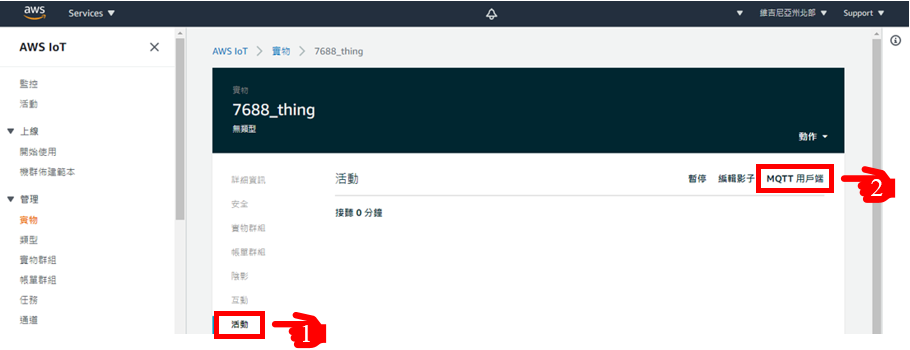 aws
Services ▼
維吉尼亞州北部 ▼
Support ▼
AWS IoT
監控
活動
上線
開始使用
機群佈建範本
管理
實物
類型
實物群組
帳單群組
任務
通道
AWS IoT > 實物 > 7688_thing
實物
7688_thing
無類型
動作
詳細資訊
安全
實物群組
帳單群組
陰影
互動
活動
1
活動
暫停 編輯影子 MQTT 用戶端
2
接聽 0 分鐘